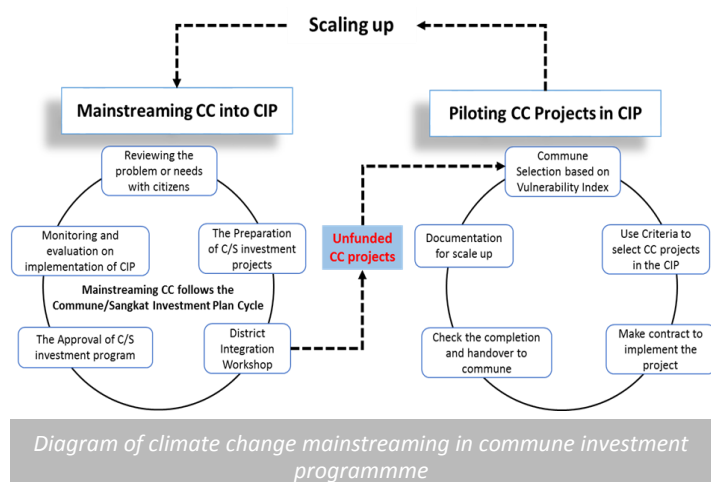 Scaling up
Mainstreaming CC into CIP
Reviewing the
problem or needs
with citizens
The Preparation
of C/S investment
projects
District
Integration
Workshop
The Approval of C/S
investment program
Monitoring and
evaluation on
implementation of CIP
Mainstreaming CC follows the
Commune/Sangkat Investment Plan Cycle
Unfunded
CC projects
Piloting CC Projects in CIP
Commune
Selection based on
Vulnerability Index
Use Criteria to
select CC projects
in the CIP
Make contract to
implement the
project
Check the completion
and handover to
commune
Documentation
for scale up
Diagram of climate change mainstreaming in commune investment
programmme